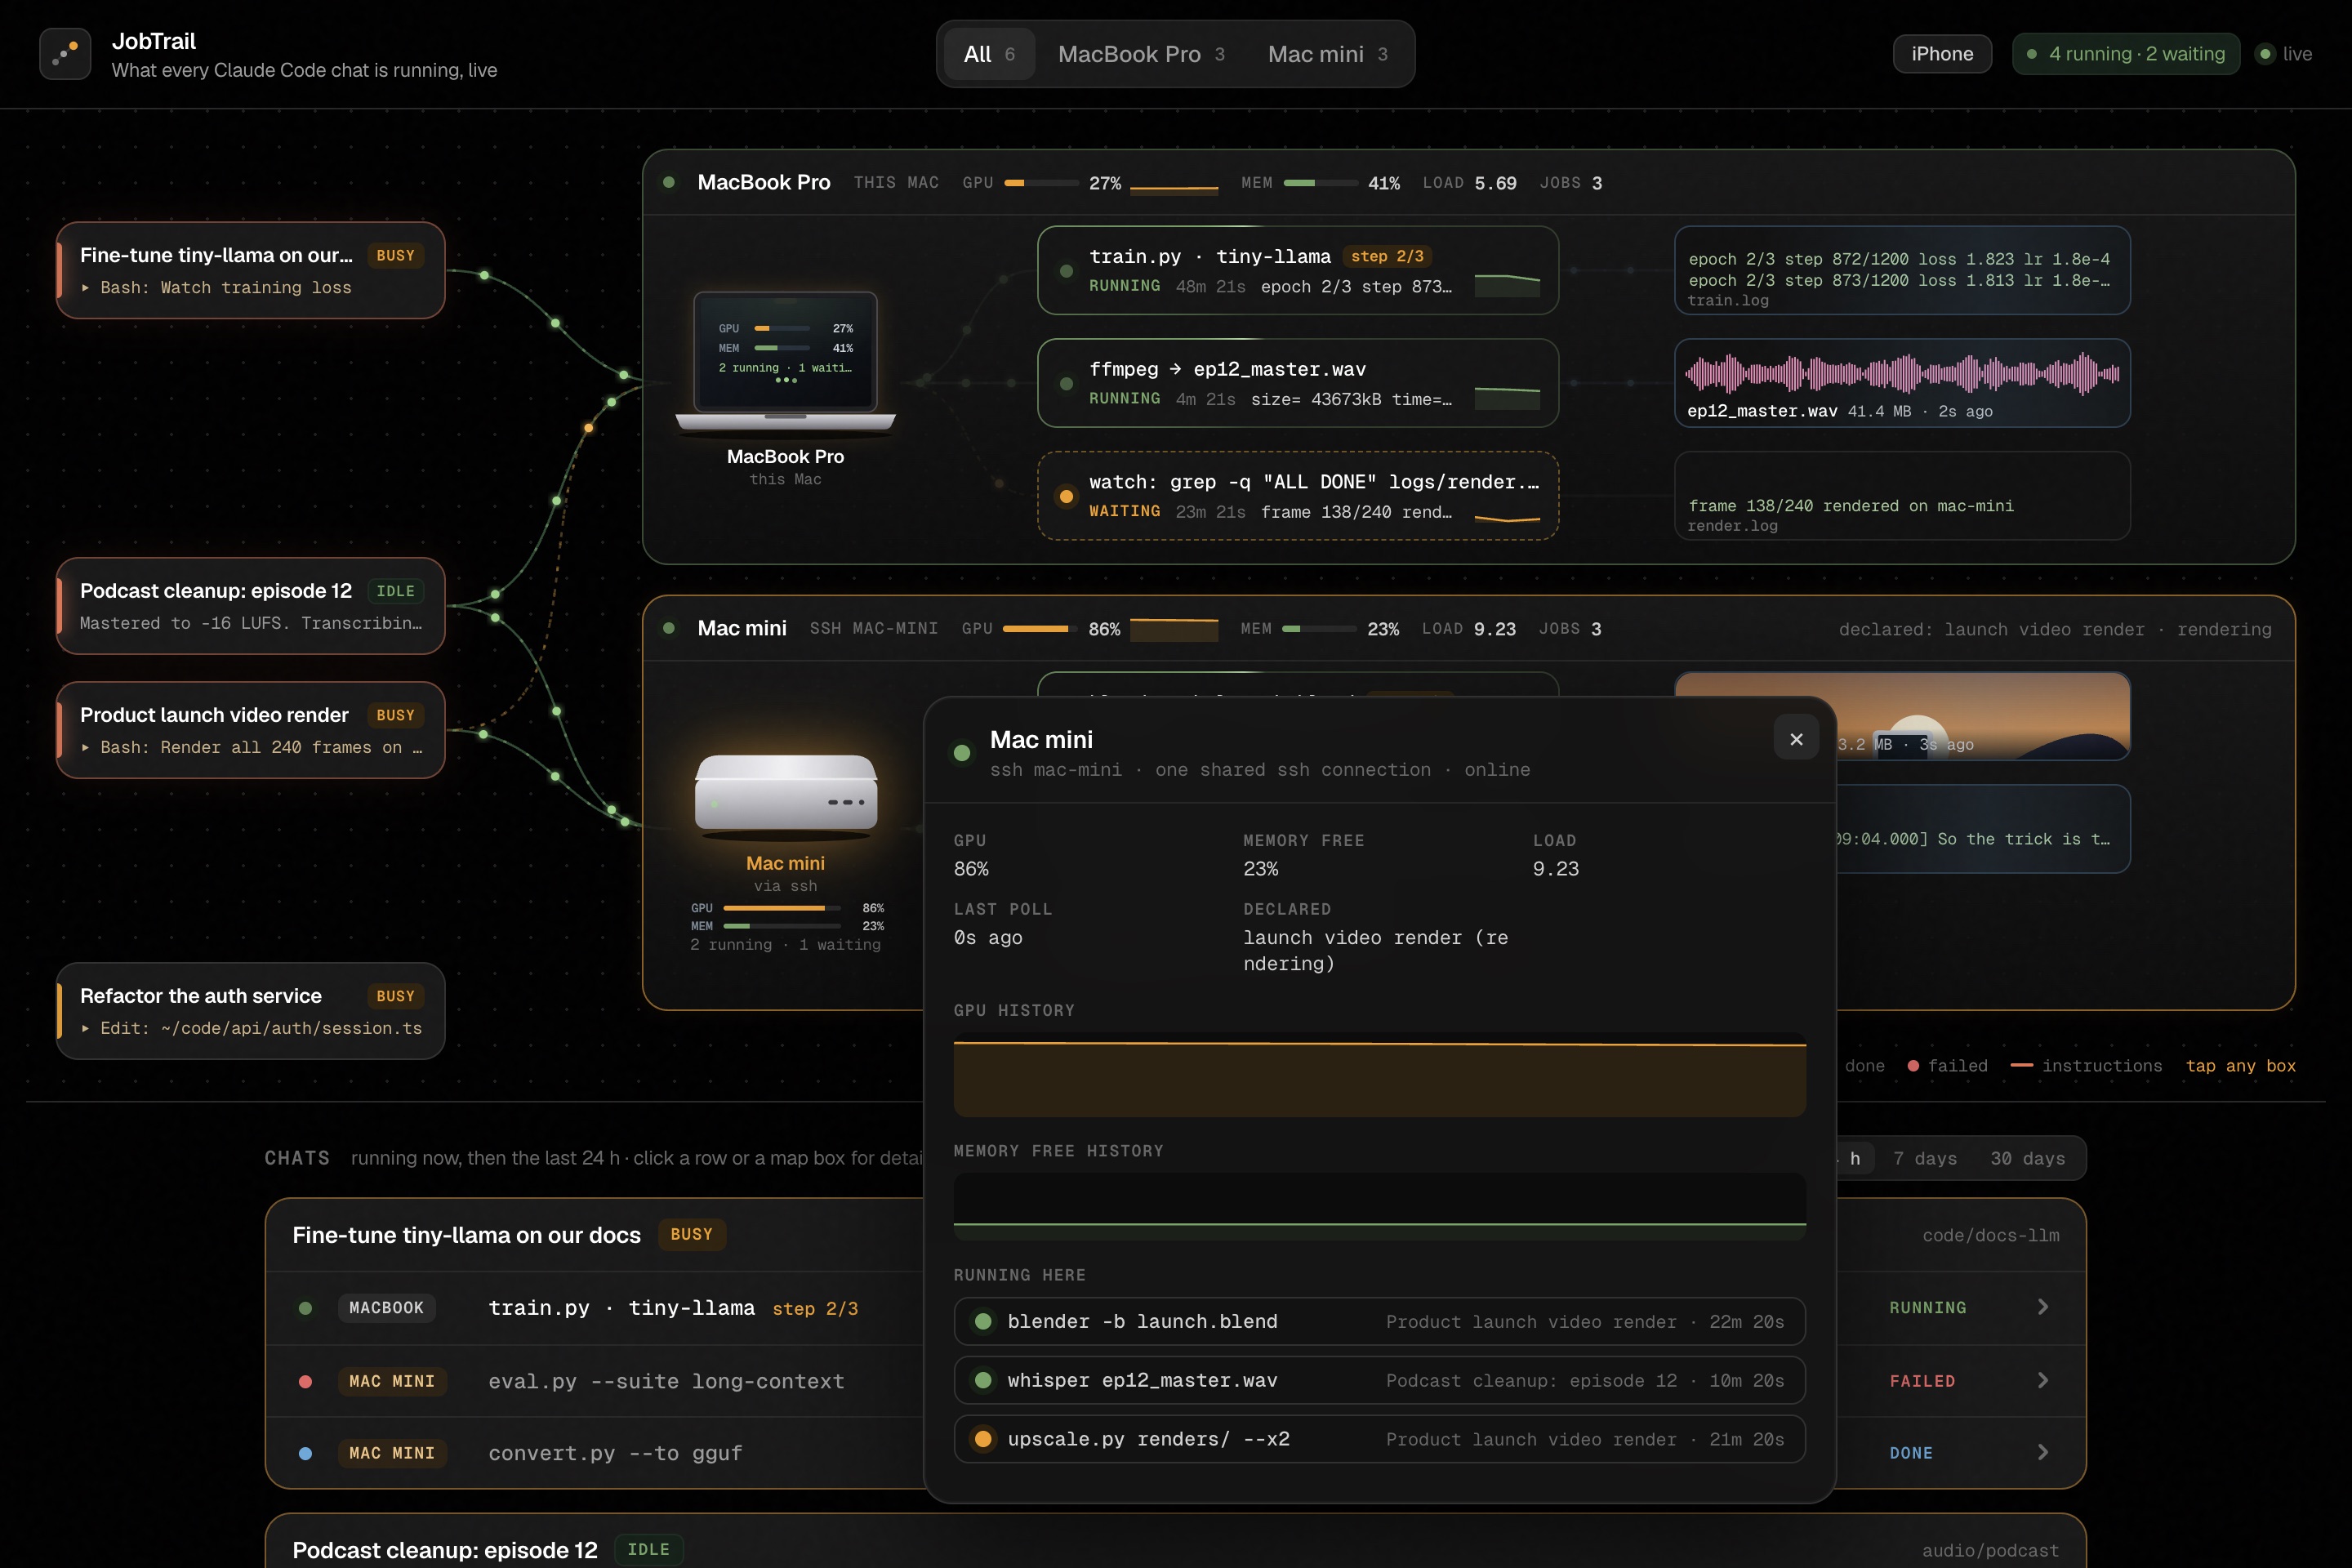 JobTrail
What every Claude Code chat is running, live
All 6
MacBook Pro 3
Mac mini 3
iPhone
4 running · 2 waiting
live
Fine-tune tiny-llama on our… BUSY
▸ Bash: Watch training loss
Podcast cleanup: episode 12 IDLE
Mastered to -16 LUFS. Transcribin…
Product launch video render BUSY
▸ Bash: Render all 240 frames on …
Refactor the auth service BUSY
▸ Edit: ~/code/api/auth/session.ts
MacBook Pro THIS MAC GPU 27% MEM 41% LOAD 5.69 JOBS 3
GPU 27%
MEM 41%
2 running · 1 waiti…
MacBook Pro
this Mac
train.py · tiny-llama step 2/3
RUNNING 48m 21s epoch 2/3 step 873…
ffmpeg → ep12_master.wav
RUNNING 4m 21s size= 43673kB time=…
watch: grep -q "ALL DONE" logs/render.…
WAITING 23m 21s frame 138/240 rend…
epoch 2/3 step 872/1200 loss 1.823 lr 1.8e-4
epoch 2/3 step 873/1200 loss 1.813 lr 1.8e-…
train.log
ep12_master.wav 41.4 MB · 2s ago
frame 138/240 rendered on mac-mini
render.log
Mac mini SSH MAC-MINI GPU 86% MEM 23% LOAD 9.23 JOBS 3
declared: launch video render · rendering
Mac mini
via ssh
GPU 86%
MEM 23%
2 running · 1 waiting
3.2 MB · 3s ago
09:04.000] So the trick is t…
Mac mini
ssh mac-mini · one shared ssh connection · online
×
GPU
86%
MEMORY FREE
23%
LOAD
9.23
LAST POLL
0s ago
DECLARED
launch video render (re
ndering)
GPU HISTORY
MEMORY FREE HISTORY
RUNNING HERE
blender -b launch.blend Product launch video render · 22m 20s
whisper ep12_master.wav Podcast cleanup: episode 12 · 10m 20s
upscale.py renders/ --x2 Product launch video render · 21m 20s
done failed instructions tap any box
CHATS running now, then the last 24 h · click a row or a map box for detai
h 7 days 30 days
Fine-tune tiny-llama on our docs BUSY
code/docs-llm
MACBOOK train.py · tiny-llama step 2/3 RUNNING
MAC MINI eval.py --suite long-context FAILED
MAC MINI convert.py --to gguf DONE
Podcast cleanup: episode 12 IDLE
audio/podcast